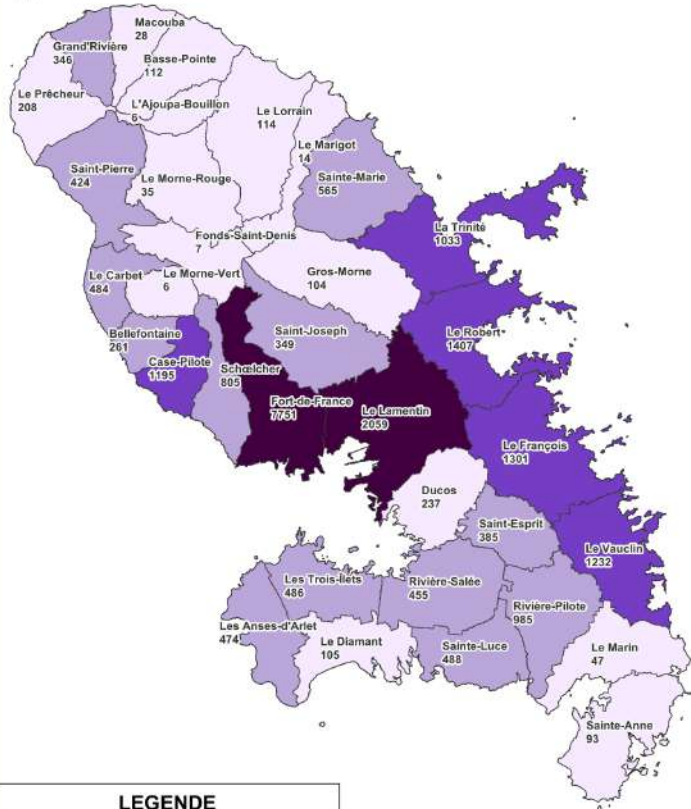 Macouba
28
Grand'Rivière
346
Basse-Pointe
112
Le Prêcheur
208
L'Ajoupa-Bouillon
6
Le Lorrain
114
Le Marigot
14
Saint-Pierre
424
Le Morne-Rouge
35
Sainte-Marie
565
La Trinité
1033
Fonds-Saint-Denis
7
Le Carbet
484
Le Morne-Vert
6
Gros-Morne
104
Bellefontaine
261
Saint-Joseph
349
Le Robert
1407
Case-Pilote
1195
Schœlcher
805
Fort-de-France
7751
Le Lamentin
2059
Le François
1301
Ducos
237
Saint-Esprit
385
Le Vauclin
1232
Les Trois-Îlets
486
Rivière-Salée
455
Rivière-Pilote
985
Les Anses-d'Arlet
474
Le Diamant
105
Sainte-Luce
488
Le Marin
47
Sainte-Anne
93
LEGENDE